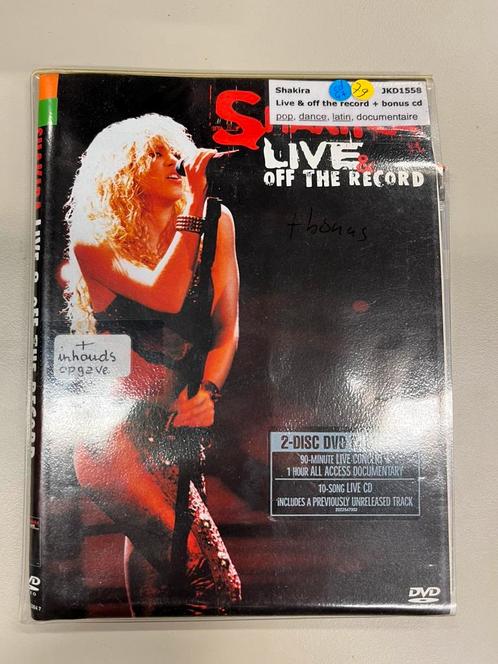 Shakira JKD1558
Live & off the record + bonus cd
pop, dance, latin, documentaire
LIVE &
OFF THE RECORD
+ bonus
+
inhouds
opgave
2-DISC DVD
90-MINUTE LIVE CONCERT
1 HOUR ALL ACCESS DOCUMENTARY
10-SONG LIVE CD
INCLUDES A PREVIOUSLY UNRELEASED TRACK
DVD
SHAKIRA LIVE & OFF THE RECORD
DVD